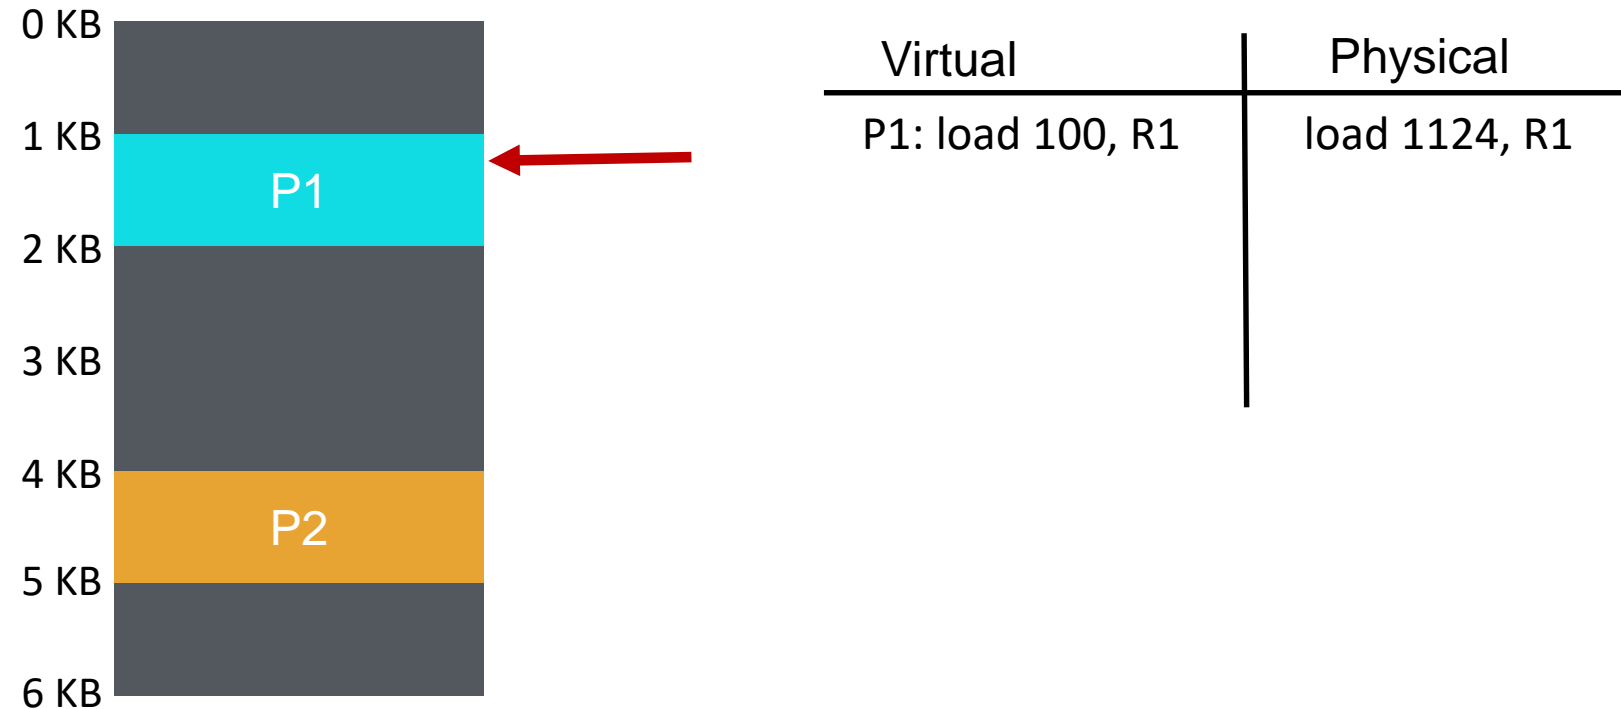 0 KB
1 KB
P1
2 KB
3 KB
4 KB
P2
5 KB
6 KB
Virtual
Physical
P1: load 100, R1
load 1124, R1